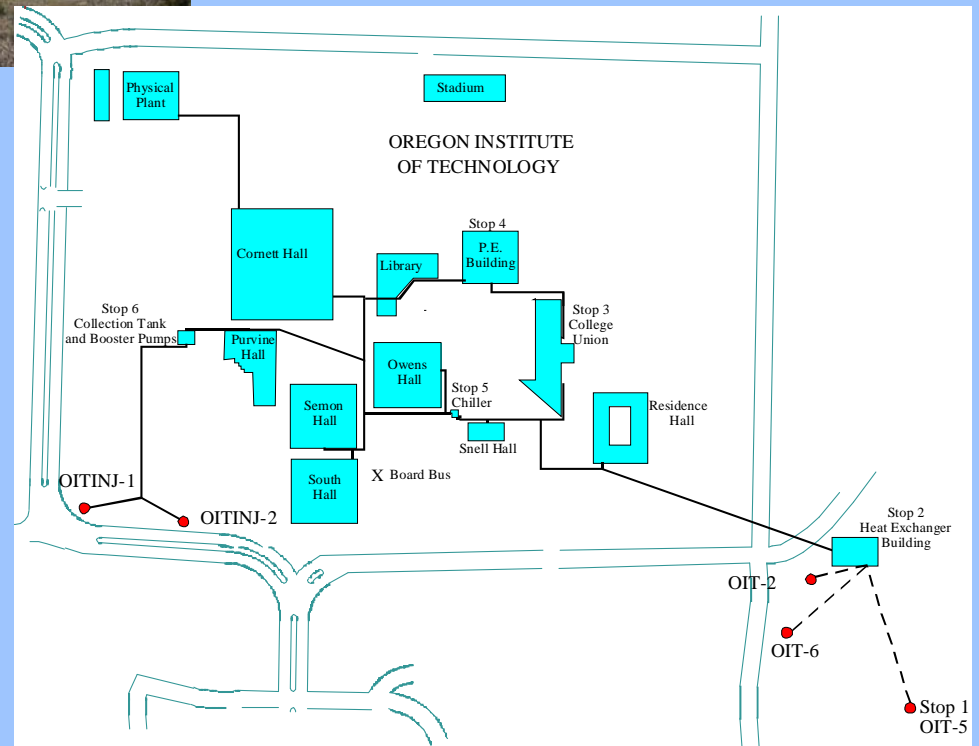 Physical
Plant
Stadium
OREGON INSTITUTE
OF TECHNOLOGY
Stop 4
P.E.
Building
Cornett Hall
Library
Stop 6
Collection Tank
and Booster Pumps
Purvine
Hall
Stop 3
College
Union
Owens
Hall
Stop 5
Chiller
Semon
Hall
Residence
Hall
Snell Hall
South
Hall
X Board Bus
OITINJ-1
OITINJ-2
Stop 2
Heat Exchanger
Building
OIT-2
OIT-6
Stop 1
OIT-5